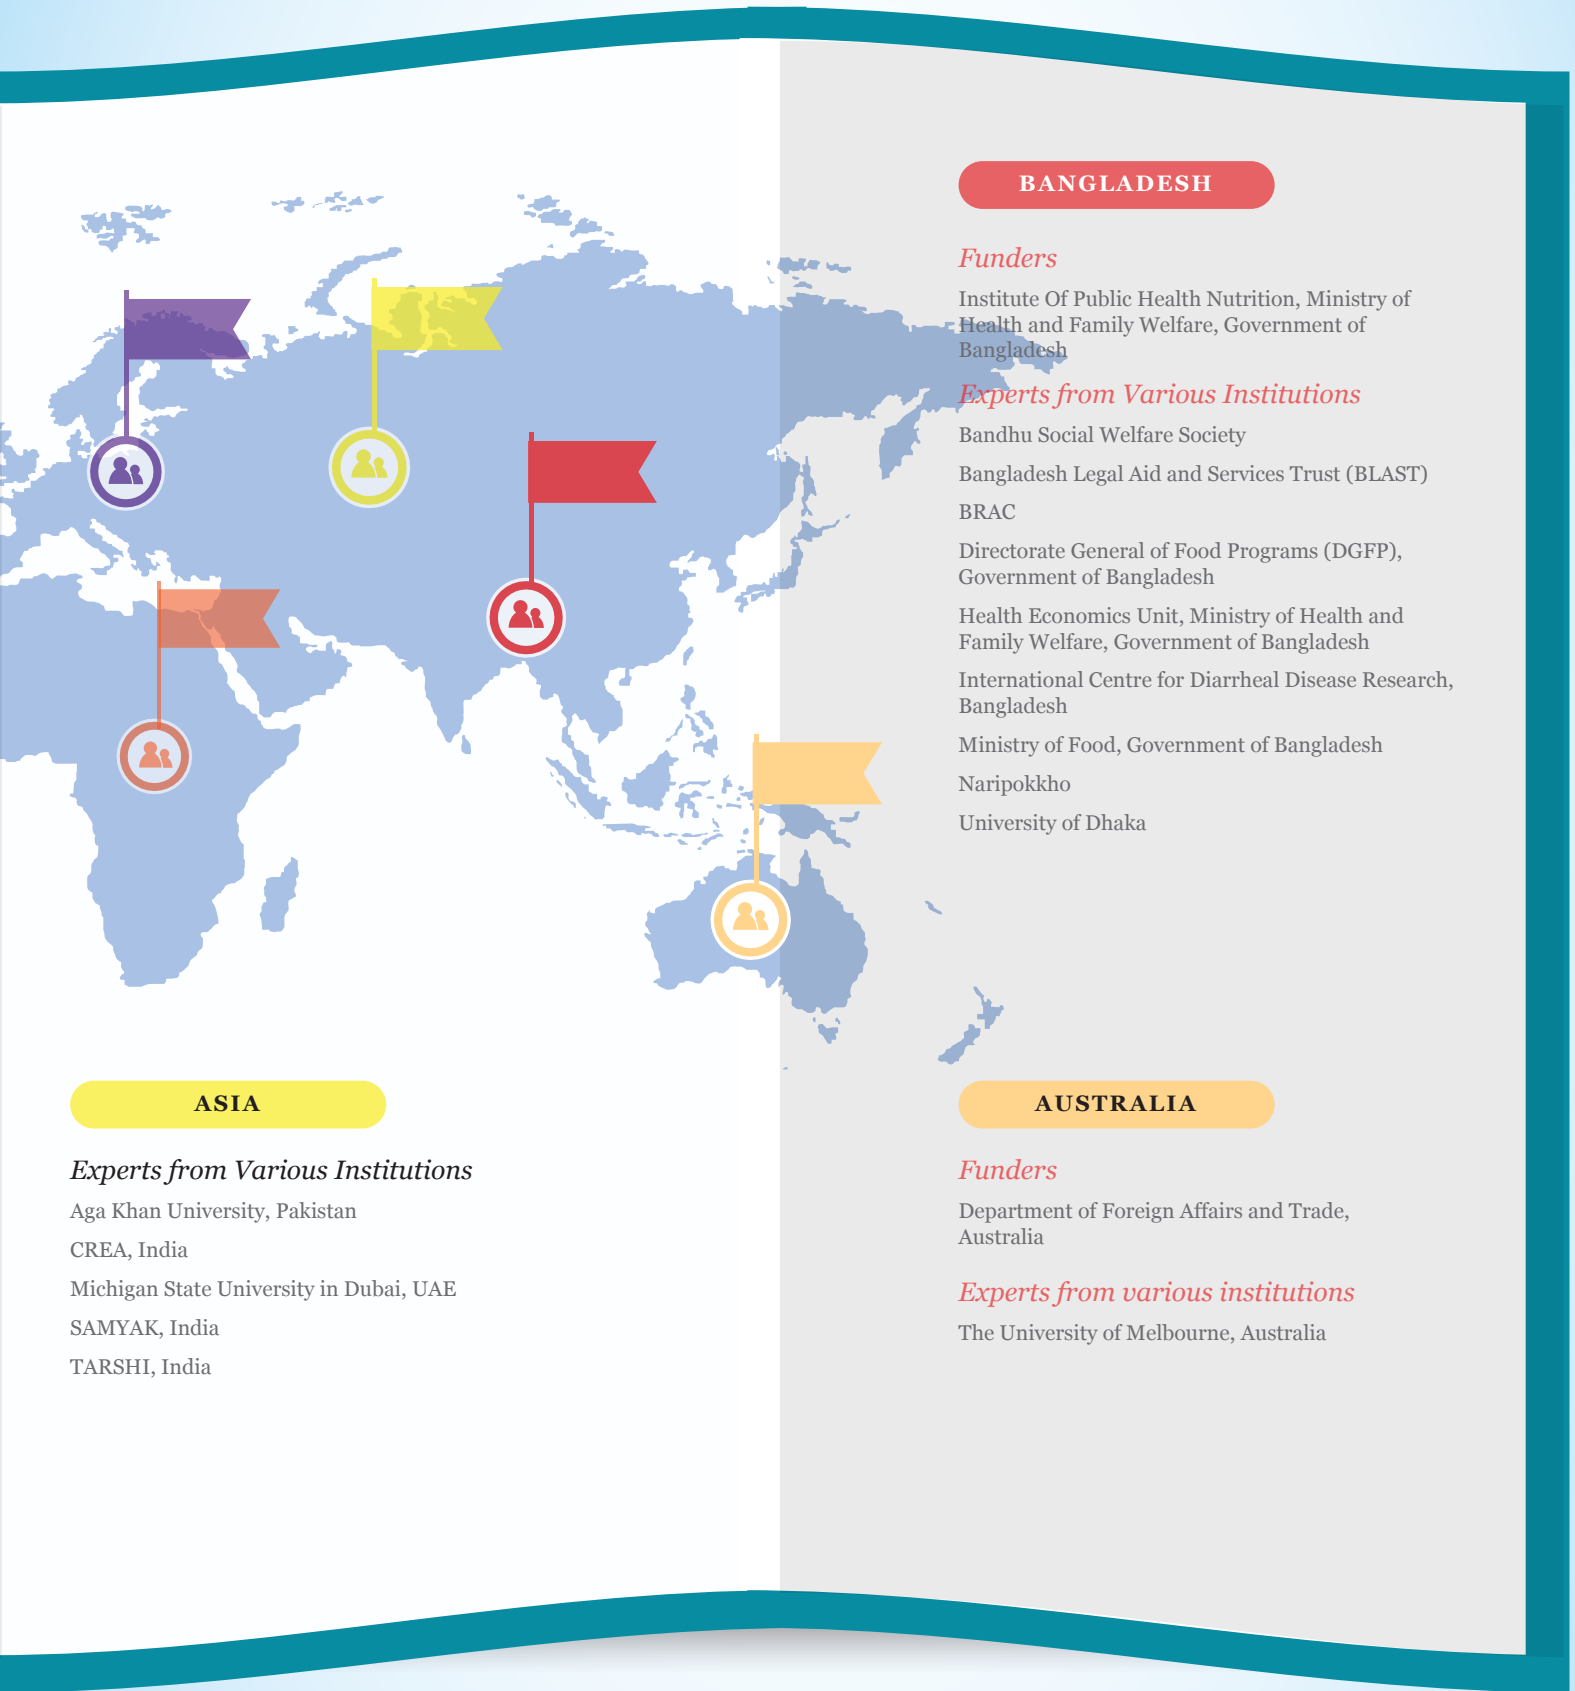 BANGLADESH
Funders
Institute Of Public Health Nutrition, Ministry of
Health and Family Welfare, Government of
Bangladesh
Experts from Various Institutions
Bandhu Social Welfare Society
Bangladesh Legal Aid and Services Trust (BLAST)
BRAC
Directorate General of Food Programs (DGFP),
Government of Bangladesh
Health Economics Unit, Ministry of Health and
Family Welfare, Government of Bangladesh
International Centre for Diarrheal Disease Research,
Bangladesh
Ministry of Food, Government of Bangladesh
Naripokkho
University of Dhaka
ASIA
Experts from Various Institutions
Aga Khan University, Pakistan
CREA, India
Michigan State University in Dubai, UAE
SAMYAK, India
TARSHI, India
AUSTRALIA
Funders
Department of Foreign Affairs and Trade,
Australia
Experts from various institutions
The University of Melbourne, Australia